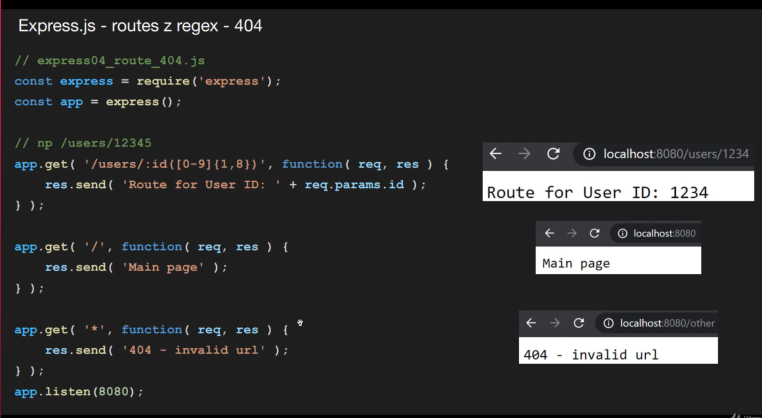 Express.js - routes z regex - 404
// express04_route_404.js
const express = require('express');
const app = express();
// np /users/12345
app.get( '/users/:id([0-9]{1,8})', function( req, res ) {
res.send( 'Route for User ID: ' + req.params.id );
} );
app.get( '/', function( req, res ) {
res.send( 'Main page' );
} );
app.get( '*', function( req, res ) {
res.send( '404 - invalid url' );
} );
app.listen(8080);
localhost:8080/users/1234
Route for User ID: 1234
localhost:8080
Main page
localhost:8080/other
404 - invalid url